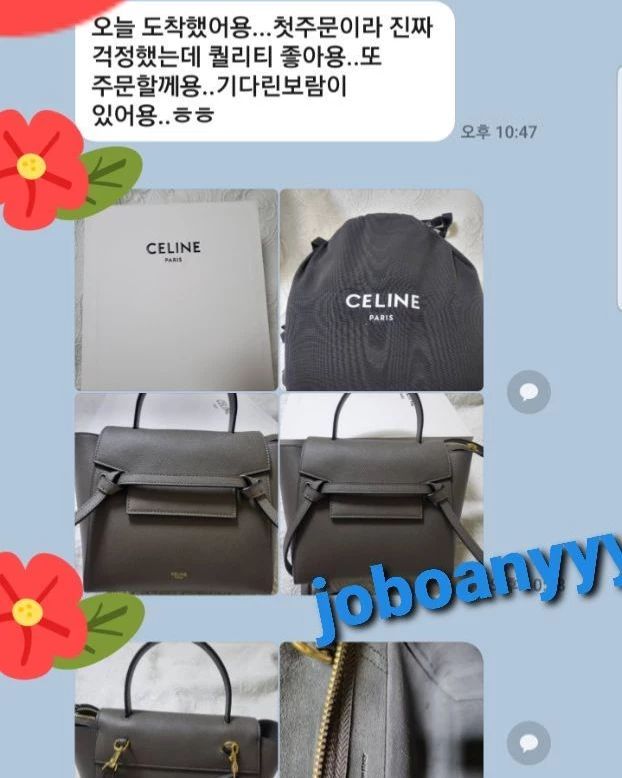 오늘 도착했어용...첫주문이라 진짜
걱정했는데 퀄리티 좋아용..또
주문할께용..기다린보람이
있어용..ㅎㅎ
오후 10:47
CELINE
PARIS
CELINE
PARIS
CELINE
joboanyyy